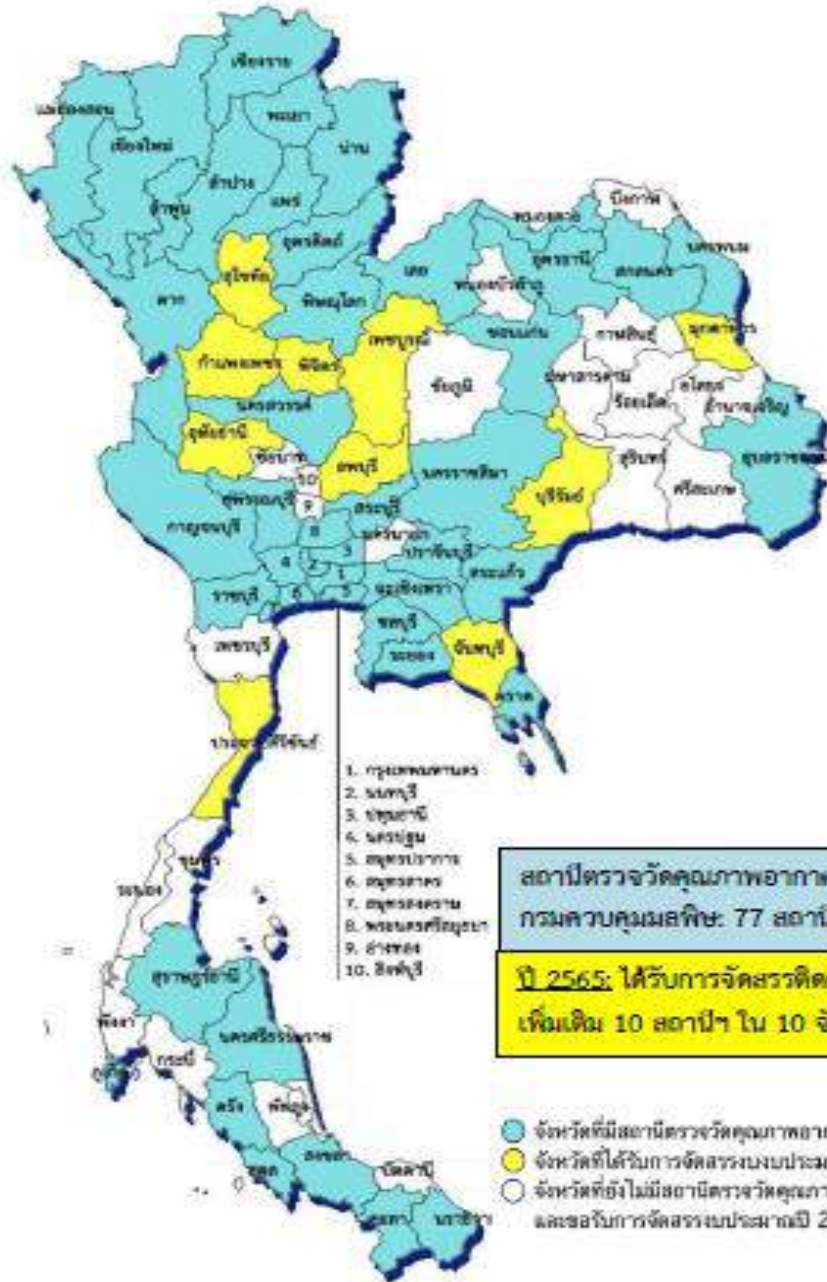 เชียงราย
แม่ฮ่องสอน
พะเยา
เชียงใหม่
น่าน
ลำปาง
แพร่
ลำพูน
อุตรดิตถ์
สุโขทัย
ตาก
พิษณุโลก
เลย
หนองคาย
บึงกาฬ
อุดรธานี
นครพนม
สกลนคร
หนองบัวลำภู
เพชรบูรณ์
ขอนแก่น
กาฬสินธุ์
มุกดาหาร
กำแพงเพชร
พิจิตร
ชัยภูมิ
มหาสารคาม
ร้อยเอ็ด
ยโสธร
อำนาจเจริญ
นครสวรรค์
อุทัยธานี
ชัยนาท
10
ลพบุรี
นครราชสีมา
สุรินทร์
อุบลราชธานี
บุรีรัมย์
ศรีสะเกษ
สุพรรณบุรี
9
สระบุรี
กาญจนบุรี
8
นครนายก
ปราจีนบุรี
3
4
2
1
สระแก้ว
ราชบุรี
6
5
ฉะเชิงเทรา
ชลบุรี
เพชรบุรี
ระยอง
จันทบุรี
ตราด
ประจวบคีรีขันธ์
1. กรุงเทพมหานคร
2. นนทบุรี
3. ปทุมธานี
4. นครปฐม
5. สมุทรปราการ
6. สมุทรสาคร
7. สมุทรสงคราม
8. พระนครศรีอยุธยา
9. อ่างทอง
10. สิงห์บุรี
ชุมพร
ระนอง
สุราษฎร์ธานี
พังงา
นครศรีธรรมราช
กระบี่
ภูเก็ต
ตรัง
พัทลุง
สงขลา
สตูล
ปัตตานี
ยะลา
นราธิวาส
สถานีตรวจวัดคุณภาพอากาศ
กรมควบคุมมลพิษ: 77 สถานี
ปี 2565: ได้รับการจัดสรรติด
เพิ่มเติม 10 สถานีฯ ใน 10 จั
จังหวัดที่มีสถานีตรวจวัดคุณภาพอาก
จังหวัดที่ได้รับการจัดสรรงบงบประม
จังหวัดที่ยังไม่มีสถานีตรวจวัดคุณภา
และขอรับการจัดสรรงบประมาณปี 2